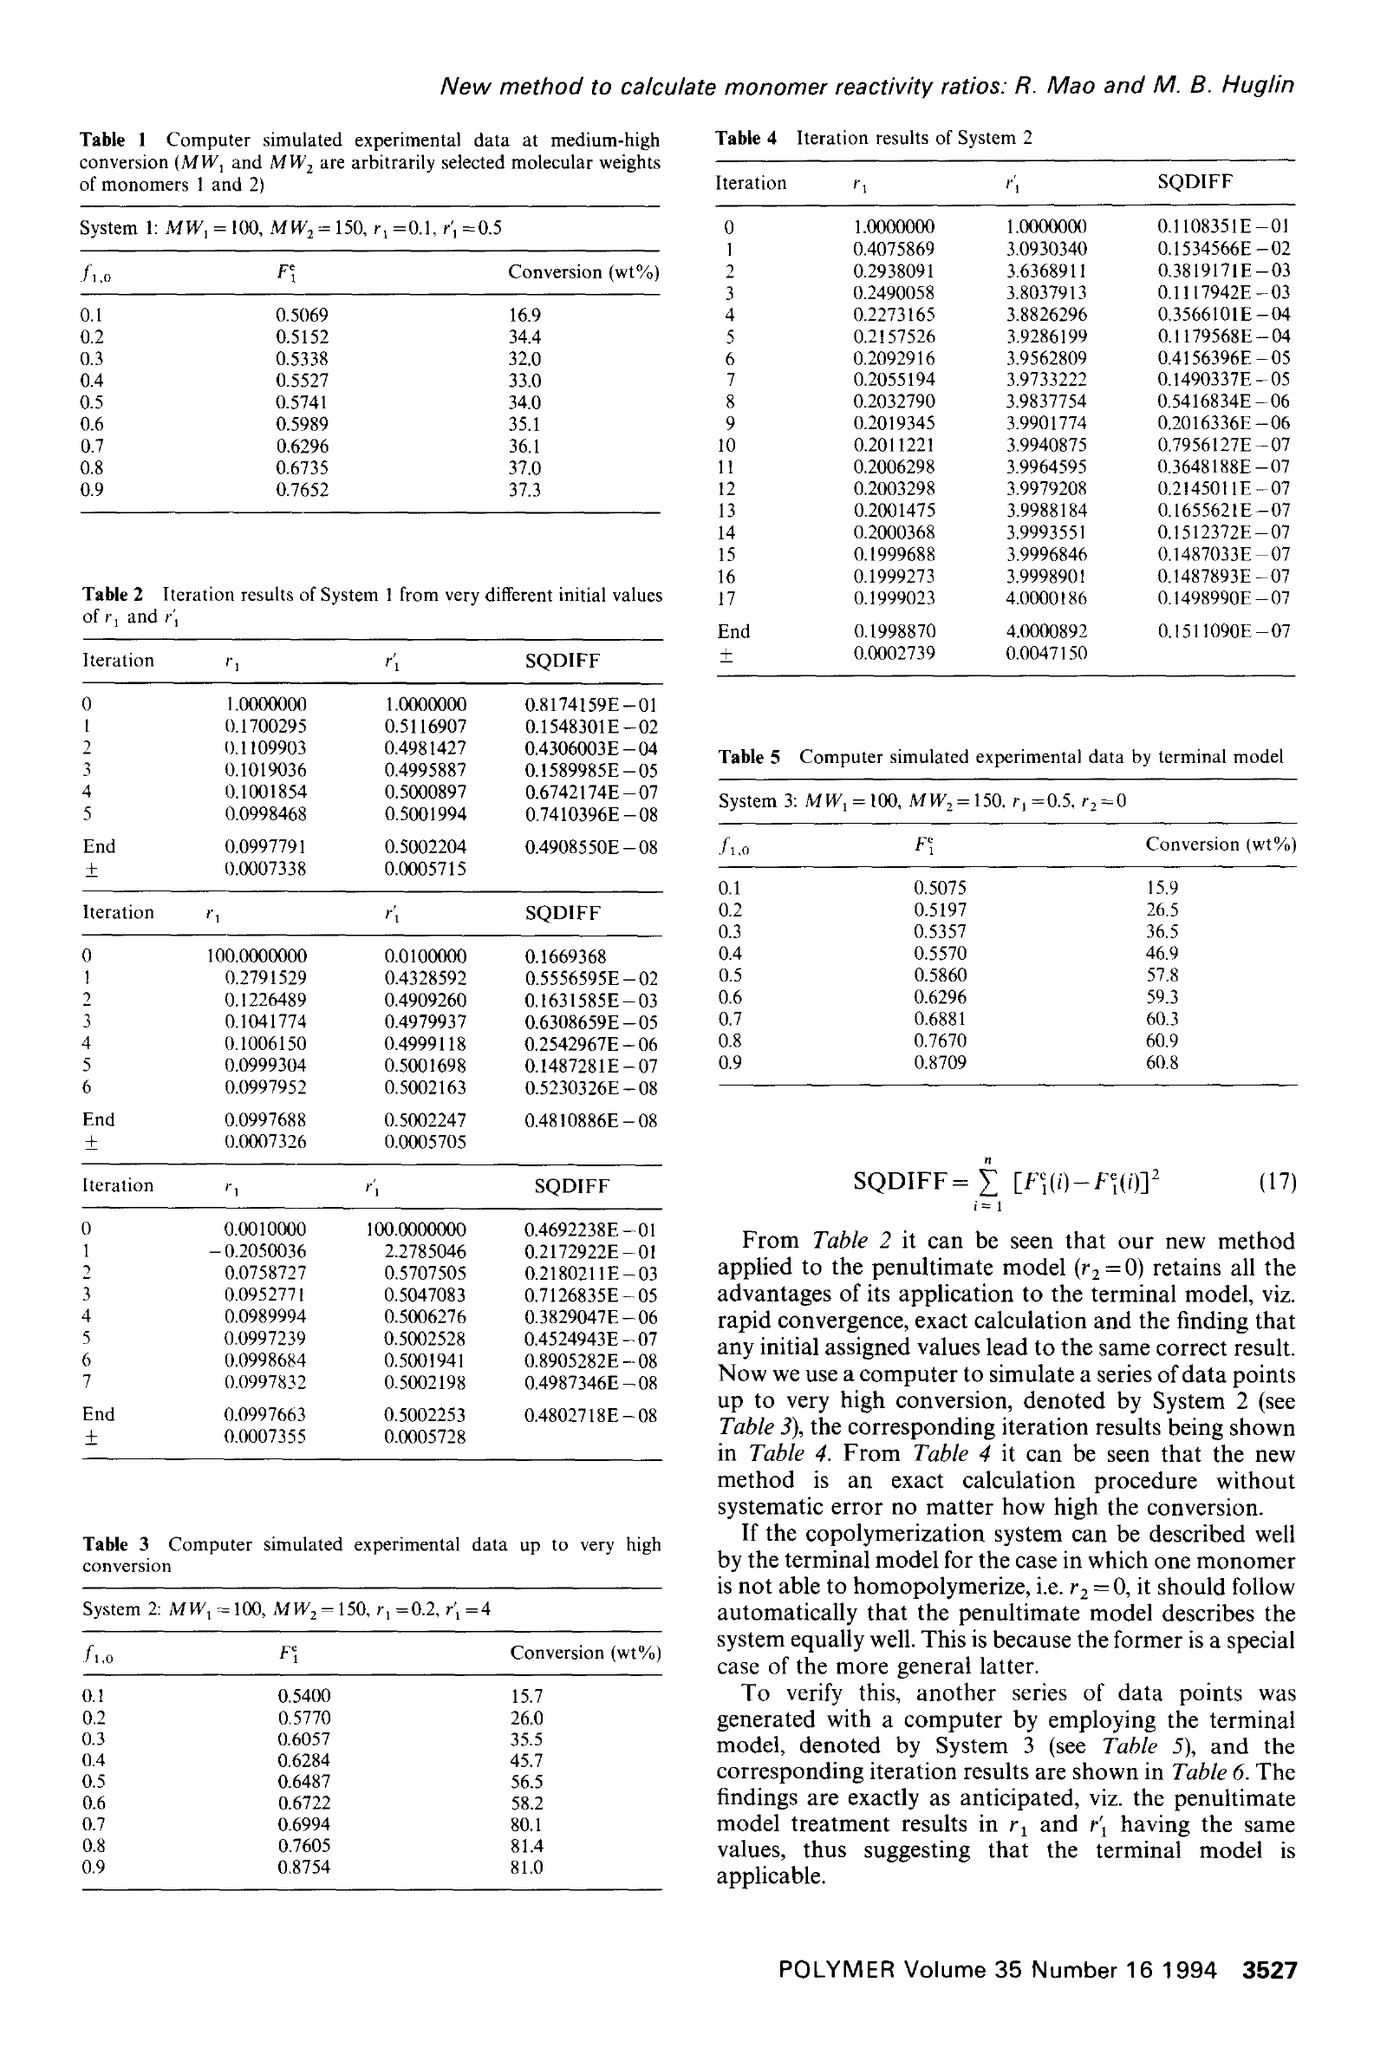 New method to calculate monomer reactivity ratios: R. Mao and M. B. Huglin
Table 1 Computer simulated experimental data at medium-high
conversion (MW₁ and MW₂ are arbitrarily selected molecular weights
of monomers 1 and 2)
System 1: MW₁ = 100, MW₂ = 150, r₁ = 0.1, r′₁ = 0.5
f₁,₀ F₁ᵉ Conversion (wt%)
0.1 0.5069 16.9
0.2 0.5152 34.4
0.3 0.5338 32.0
0.4 0.5527 33.0
0.5 0.5741 34.0
0.6 0.5989 35.1
0.7 0.6296 36.1
0.8 0.6735 37.0
0.9 0.7652 37.3
Table 2 Iteration results of System 1 from very different initial values
of r₁ and r′₁
Iteration r₁ r′₁ SQDIFF
0 1.0000000 1.0000000 0.8174159E−01
1 0.1700295 0.5116907 0.1548301E−02
2 0.1109903 0.4981427 0.4306003E−04
3 0.1019036 0.4995887 0.1589985E−05
4 0.1001854 0.5000897 0.6742174E−07
5 0.0998468 0.5001994 0.7410396E−08
End 0.0997791 0.5002204 0.4908550E−08
± 0.0007338 0.0005715
Iteration r₁ r′₁ SQDIFF
0 100.0000000 0.0100000 0.1669368
1 0.2791529 0.4328592 0.5556595E−02
2 0.1226489 0.4909260 0.1631585E−03
3 0.1041774 0.4979937 0.6308659E−05
4 0.1006150 0.4999118 0.2542967E−06
5 0.0999304 0.5001698 0.1487281E−07
6 0.0997952 0.5002163 0.5230326E−08
End 0.0997688 0.5002247 0.4810886E−08
± 0.0007326 0.0005705
Iteration r₁ r′₁ SQDIFF
0 0.0010000 100.0000000 0.4692238E−01
1 −0.2050036 2.2785046 0.2172922E−01
2 0.0758727 0.5707505 0.2180211E−03
3 0.0952771 0.5047083 0.7126835E−05
4 0.0989994 0.5006276 0.3829047E−06
5 0.0997239 0.5002528 0.4524943E−07
6 0.0998684 0.5001941 0.8905282E−08
7 0.0997832 0.5002198 0.4987346E−08
End 0.0997663 0.5002253 0.4802718E−08
± 0.0007355 0.0005728
Table 3 Computer simulated experimental data up to very high
conversion
System 2: MW₁ = 100, MW₂ = 150, r₁ = 0.2, r′₁ = 4
f₁,₀ F₁ᵉ Conversion (wt%)
0.1 0.5400 15.7
0.2 0.5770 26.0
0.3 0.6057 35.5
0.4 0.6284 45.7
0.5 0.6487 56.5
0.6 0.6722 58.2
0.7 0.6994 80.1
0.8 0.7605 81.4
0.9 0.8754 81.0
Table 4 Iteration results of System 2
Iteration r₁ r′₁ SQDIFF
0 1.0000000 1.0000000 0.1108351E−01
1 0.4075869 3.0930340 0.1534566E−02
2 0.2938091 3.6368911 0.3819171E−03
3 0.2490058 3.8037913 0.1117942E−03
4 0.2273165 3.8826296 0.3566101E−04
5 0.2157526 3.9286199 0.1179568E−04
6 0.2092916 3.9562809 0.4156396E−05
7 0.2055194 3.9733222 0.1490337E−05
8 0.2032790 3.9837754 0.5416834E−06
9 0.2019345 3.9901774 0.2016336E−06
10 0.2011221 3.9940875 0.7956127E−07
11 0.2006298 3.9964595 0.3648188E−07
12 0.2003298 3.9979208 0.2145011E−07
13 0.2001475 3.9988184 0.1655621E−07
14 0.2000368 3.9993551 0.1512372E−07
15 0.1999688 3.9996846 0.1487033E−07
16 0.1999273 3.9998901 0.1487893E−07
17 0.1999023 4.0000186 0.1498990E−07
End 0.1998870 4.0000892 0.1511090E−07
± 0.0002739 0.0047150
Table 5 Computer simulated experimental data by terminal model
System 3: MW₁ = 100, MW₂ = 150, r₁ = 0.5, r₂ = 0
f₁,₀ F₁ᵉ Conversion (wt%)
0.1 0.5075 15.9
0.2 0.5197 26.5
0.3 0.5357 36.5
0.4 0.5570 46.9
0.5 0.5860 57.8
0.6 0.6296 59.3
0.7 0.6881 60.3
0.8 0.7670 60.9
0.9 0.8709 60.8
SQDIFF = ∑ⁿᵢ₌₁ [F₁ᶜ(i) − F₁ᵉ(i)]² (17)
From Table 2 it can be seen that our new method
applied to the penultimate model (r₂ = 0) retains all the
advantages of its application to the terminal model, viz.
rapid convergence, exact calculation and the finding that
any initial assigned values lead to the same correct result.
Now we use a computer to simulate a series of data points
up to very high conversion, denoted by System 2 (see
Table 3), the corresponding iteration results being shown
in Table 4. From Table 4 it can be seen that the new
method is an exact calculation procedure without
systematic error no matter how high the conversion.
If the copolymerization system can be described well
by the terminal model for the case in which one monomer
is not able to homopolymerize, i.e. r₂ = 0, it should follow
automatically that the penultimate model describes the
system equally well. This is because the former is a special
case of the more general latter.
To verify this, another series of data points was
generated with a computer by employing the terminal
model, denoted by System 3 (see Table 5), and the
corresponding iteration results are shown in Table 6. The
findings are exactly as anticipated, viz. the penultimate
model treatment results in r₁ and r′₁ having the same
values, thus suggesting that the terminal model is
applicable.
POLYMER Volume 35 Number 16 1994 3527